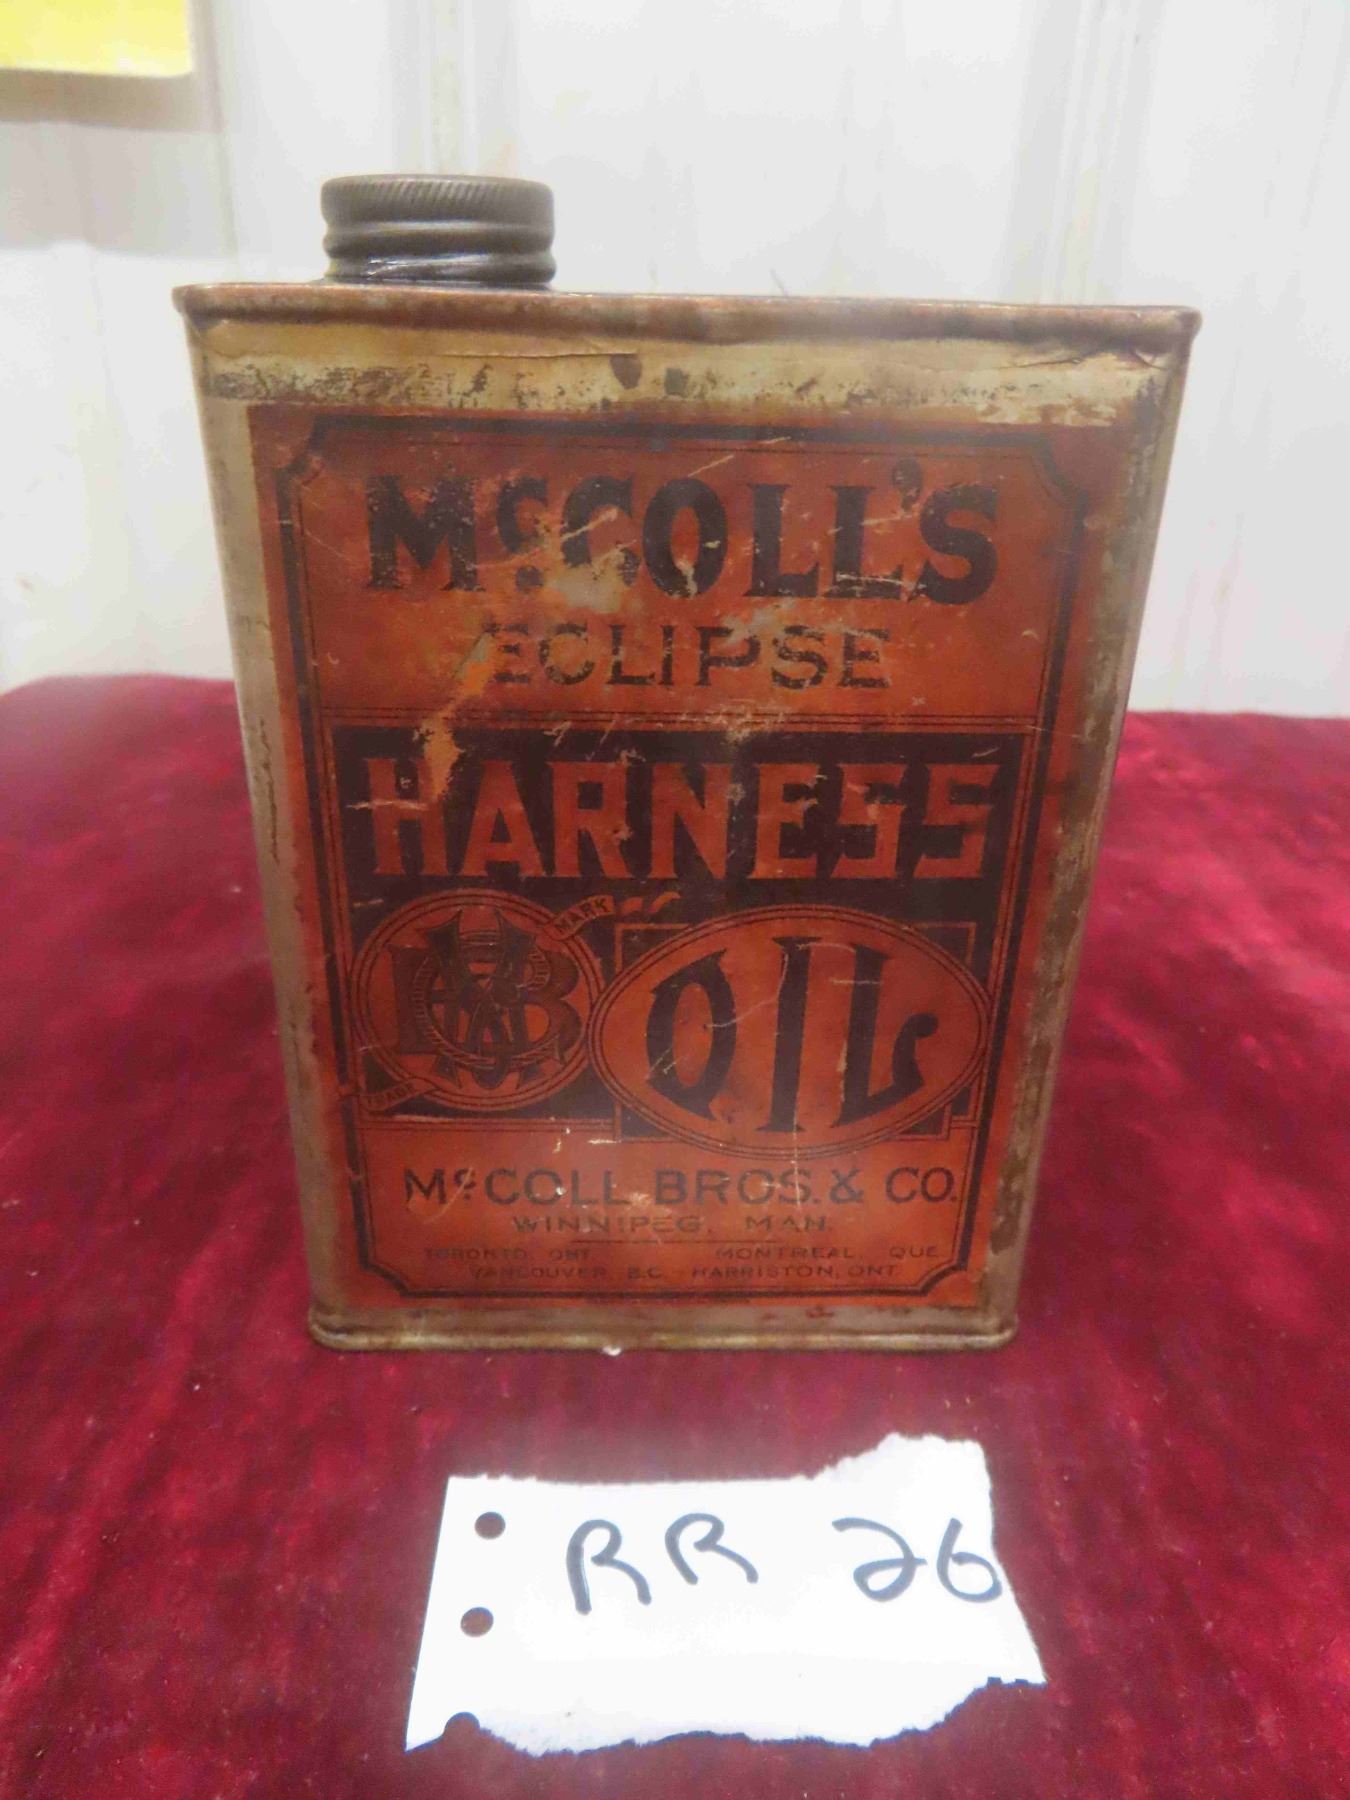 McCOLL'S
ECLIPSE
HARNESS
MARK
TRADE
OIL
McCOLL BROS. & CO.
WINNIPEG, MAN.
TORONTO, ONT. MONTREAL, QUE.
VANCOUVER, B.C. HARRISTON, ONT.
RR 26